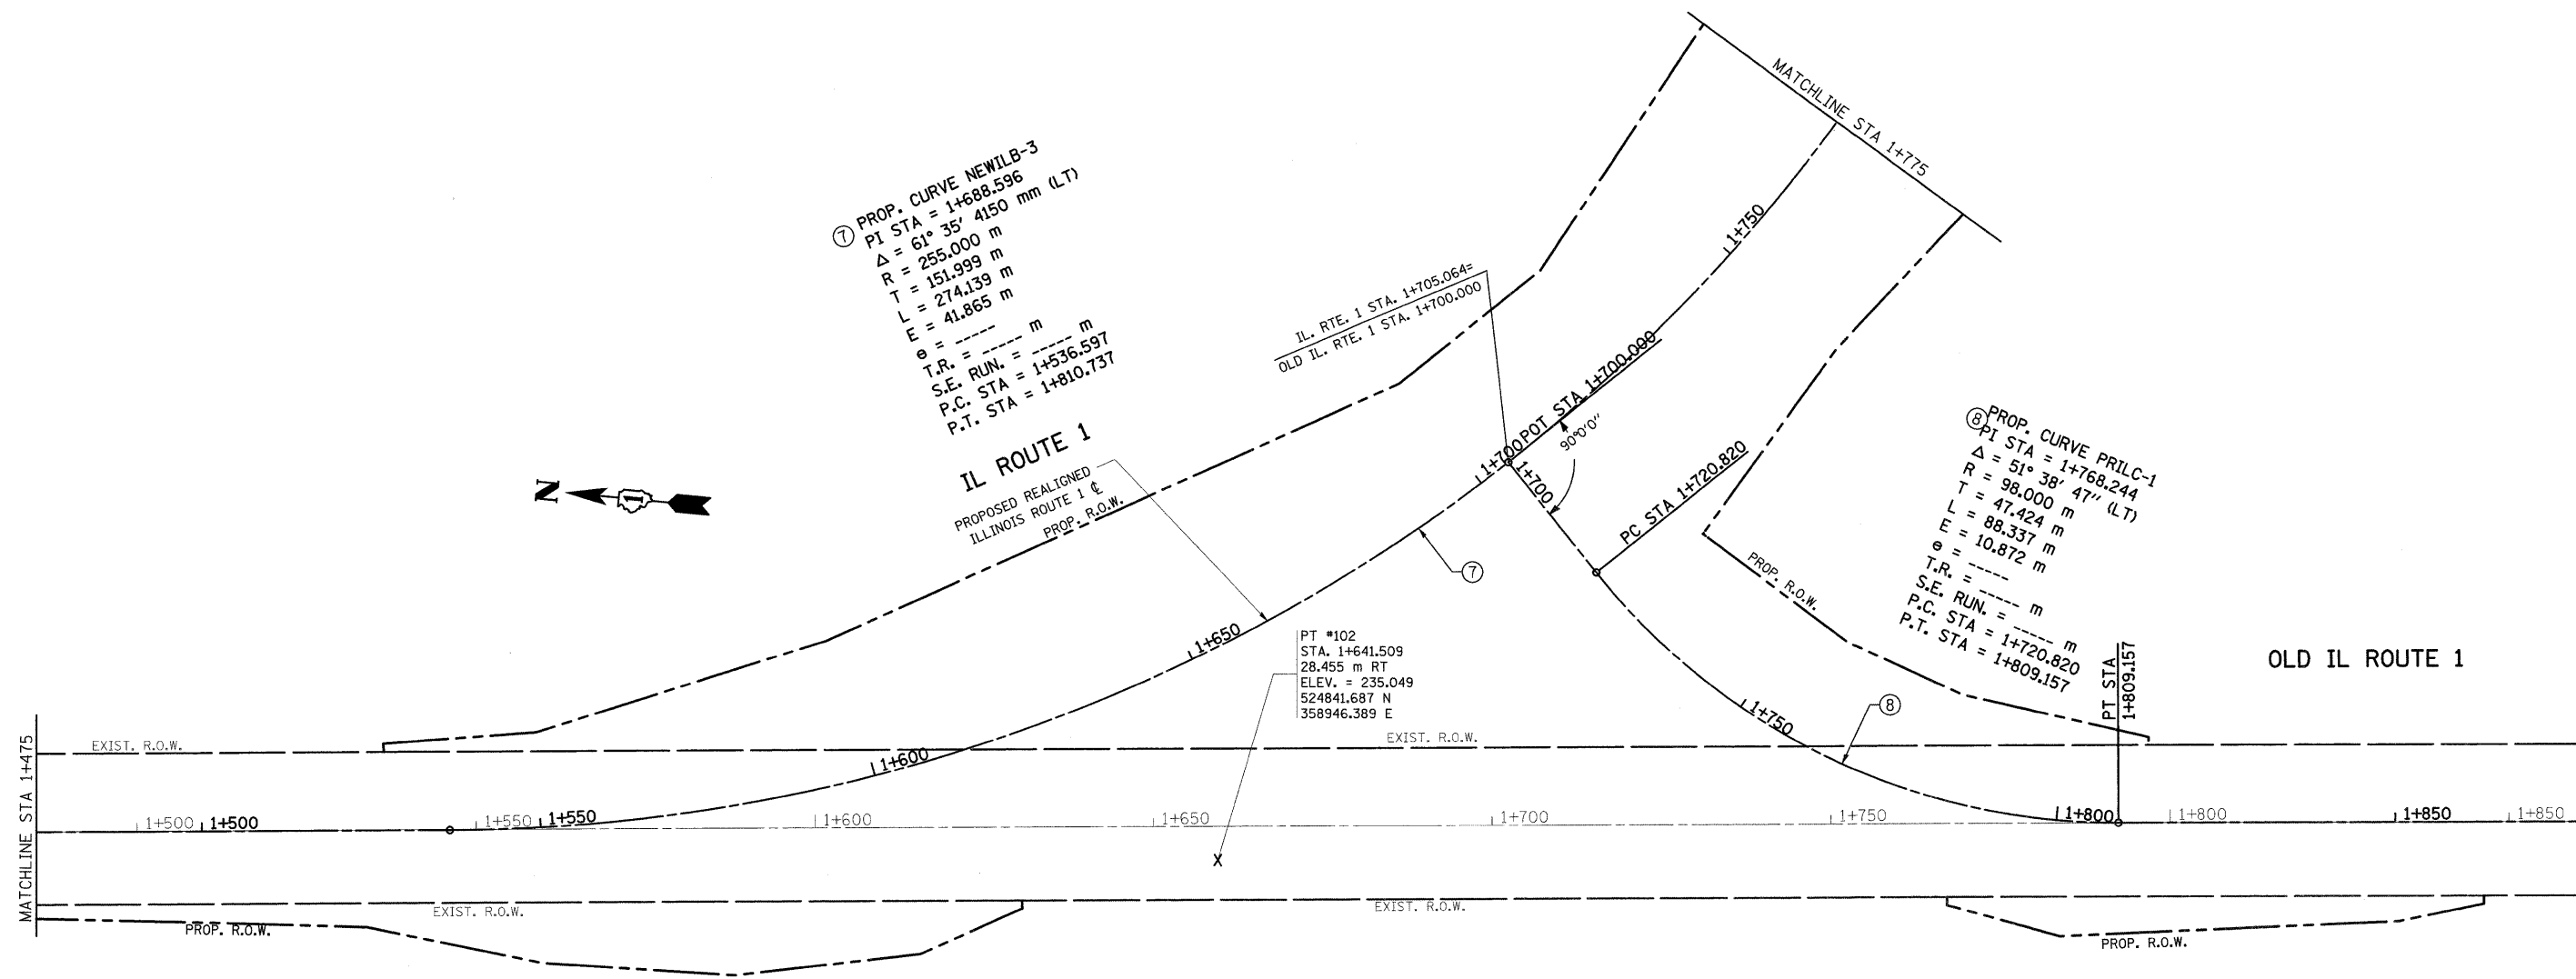 MATCHLINE STA 1+775
⑦ PROP. CURVE NEWILB-3
PI STA = 1+688.596
Δ = 61° 35' 4150 mm (LT)
R = 255.000 m
T = 151.999 m
L = 274.139 m
E = 41.865 m
e = -----
T.R. = ----- m
S.E. RUN. = ----- m
P.C. STA = 1+536.597
P.T. STA = 1+810.737
1+750
IL. RTE. 1 STA. 1+705.064=
OLD IL. RTE. 1 STA. 1+700.000
POT STA 1+700.000
90°0'0"
1+700
1+700
PC STA 1+720.820
⑧ PROP. CURVE PRILC-1
PI STA = 1+768.244
Δ = 51° 38' 47" (LT)
R = 98.000 m
T = 47.424 m
L = 88.337 m
E = 10.872 m
e = -----
T.R. = ----- m
S.E. RUN. = ----- m
P.C. STA = 1+720.820
P.T. STA = 1+809.157
IL ROUTE 1
PROPOSED REALIGNED
ILLINOIS ROUTE 1 ℄
PROP. R.O.W.
N
1
⑦
PROP. R.O.W.
1+650
PT #102
STA. 1+641.509
28.455 m RT
ELEV. = 235.049
524841.687 N
358946.389 E
OLD IL ROUTE 1
PT STA
1+809.157
1+750
⑧
MATCHLINE STA 1+475
EXIST. R.O.W.
1+600
EXIST. R.O.W.
1+500
1+500
1+550
1+550
1+600
1+650
1+700
1+750
1+800
1+800
1+850
1+850
X
EXIST. R.O.W.
EXIST. R.O.W.
PROP. R.O.W.
PROP. R.O.W.